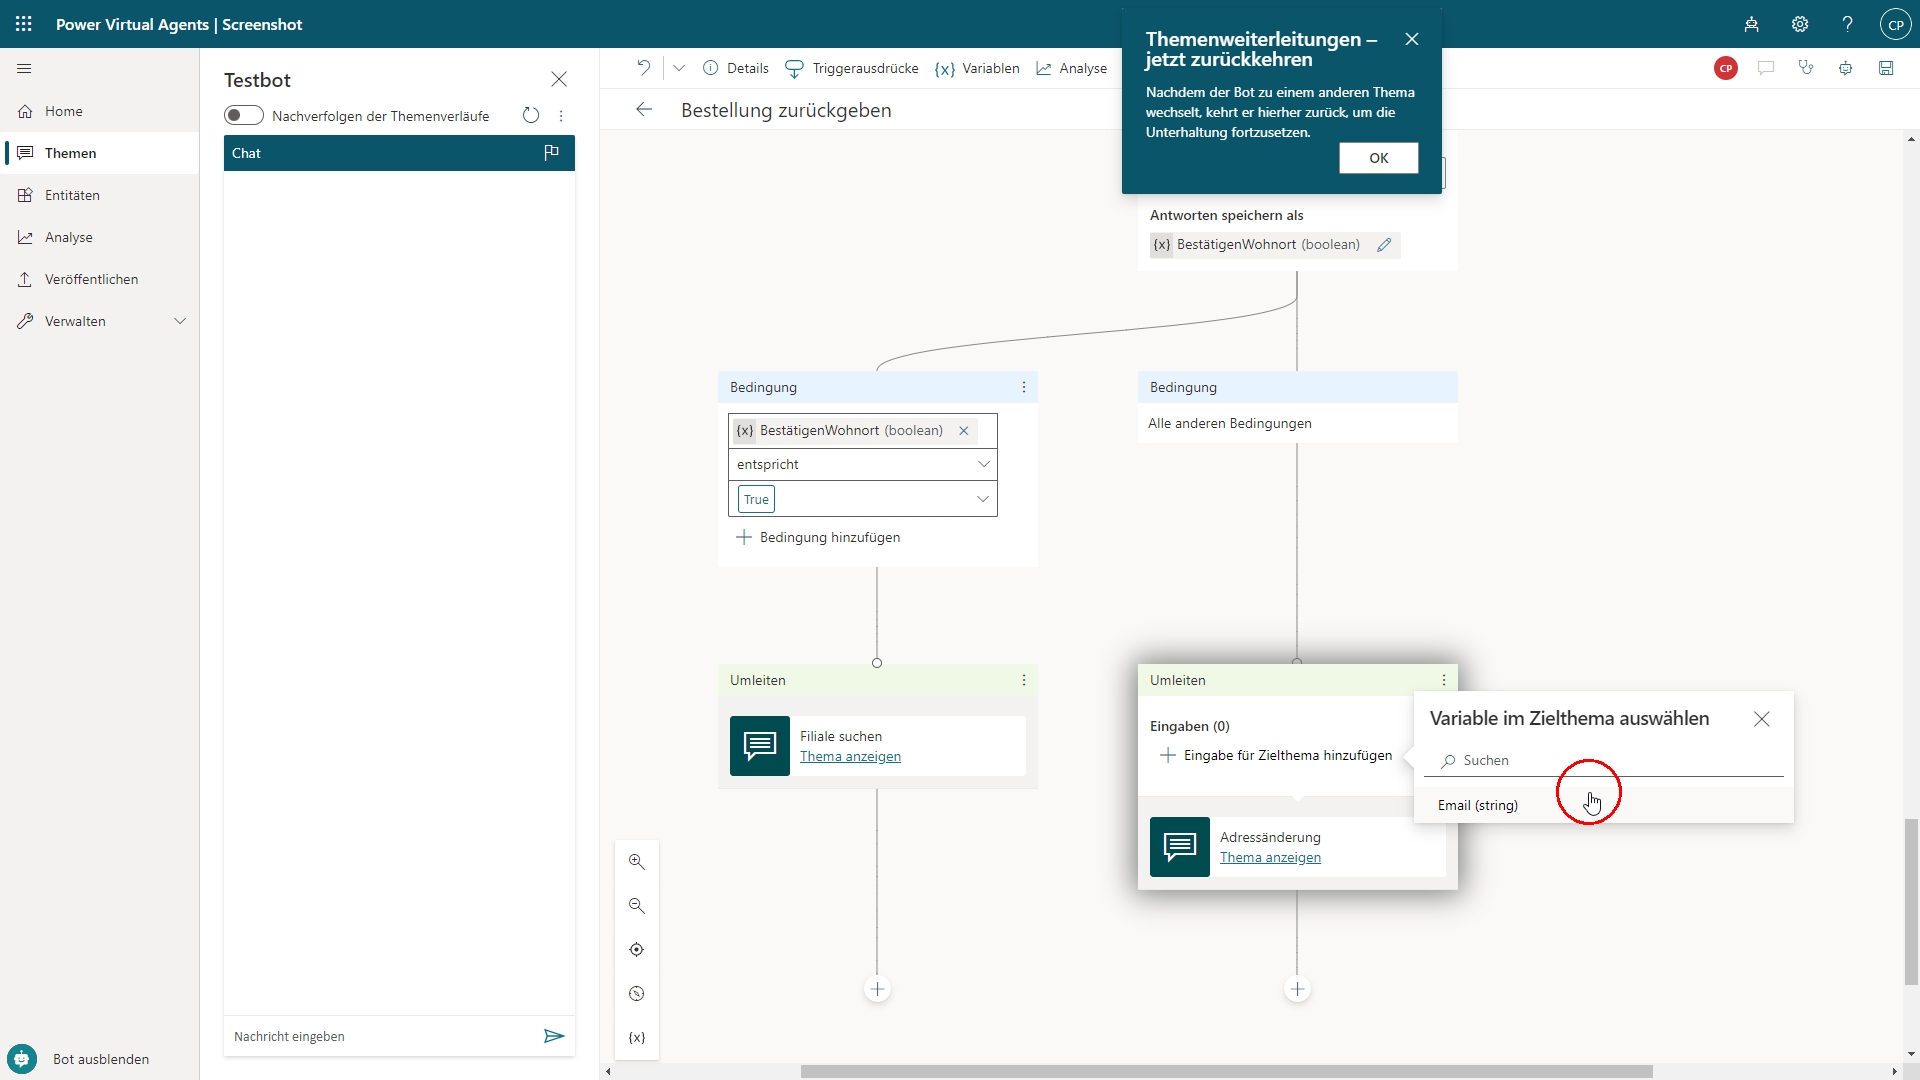 Power Virtual Agents | Screenshot
CP
Home
Themen
Entitäten
Analyse
Veröffentlichen
Verwalten
Bot ausblenden
Testbot
Nachverfolgen der Themenverläufe
Chat
Nachricht eingeben
Details
Triggerausdrücke
{x} Variablen
Analyse
CP
Bestellung zurückgeben
Themenweiterleitungen –
jetzt zurückkehren
Nachdem der Bot zu einem anderen Thema
wechselt, kehrt er hierher zurück, um die
Unterhaltung fortzusetzen.
OK
Antworten speichern als
{x} BestätigenWohnort (boolean)
Bedingung
{x} BestätigenWohnort (boolean)
entspricht
True
Bedingung hinzufügen
Bedingung
Alle anderen Bedingungen
Umleiten
Filiale suchen
Thema anzeigen
Umleiten
Eingaben (0)
Eingabe für Zielthema hinzufügen
Adressänderung
Thema anzeigen
Variable im Zielthema auswählen
Suchen
Email (string)
{x}